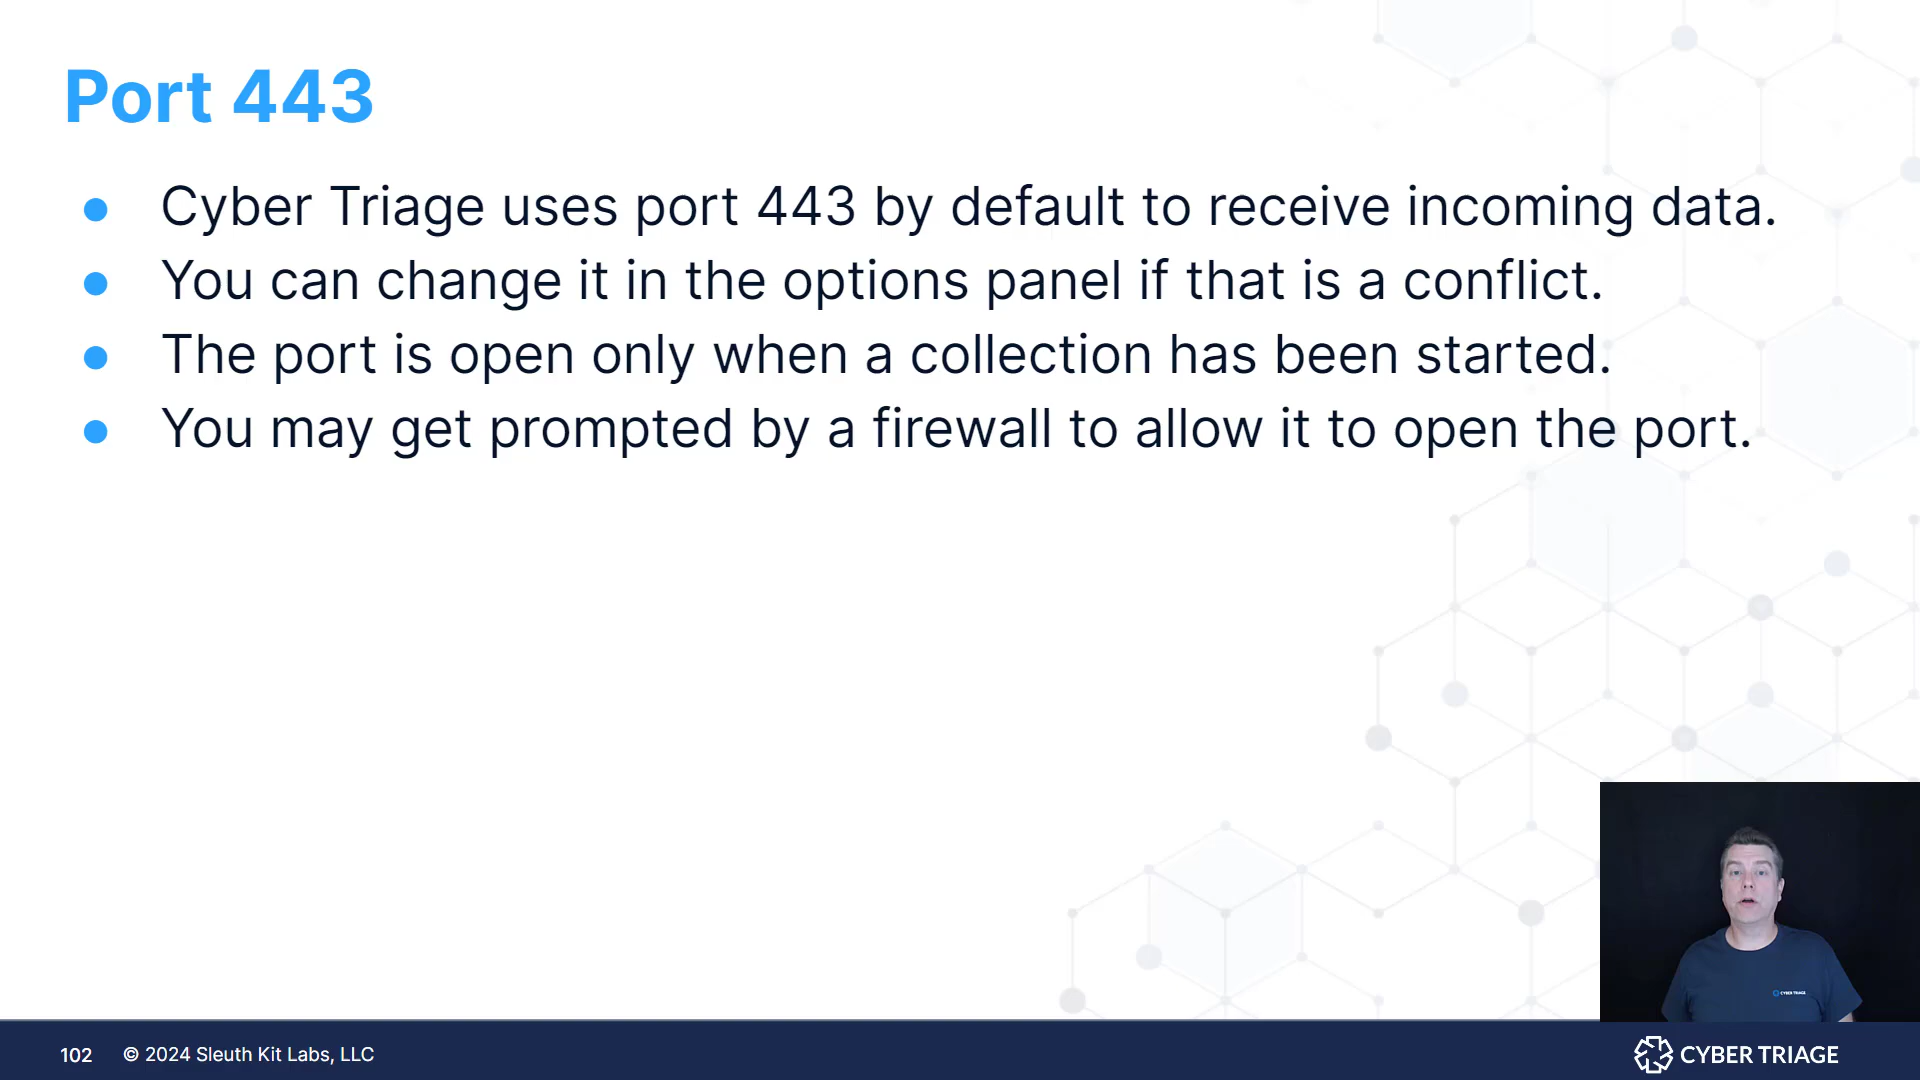 Port 443
● Cyber Triage uses port 443 by default to receive incoming data.
● You can change it in the options panel if that is a conflict.
● The port is open only when a collection has been started.
● You may get prompted by a firewall to allow it to open the port.
CYBER TRIAGE
102 © 2024 Sleuth Kit Labs, LLC
CYBER TRIAGE